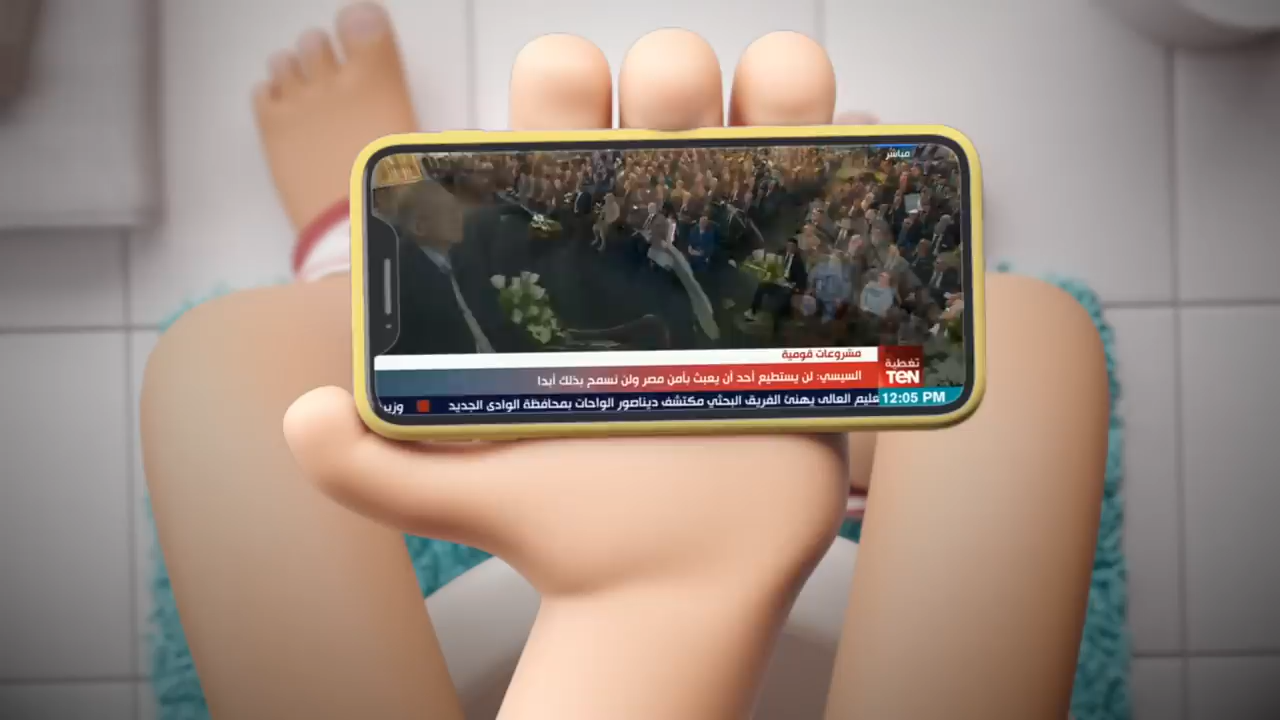 مباشر
مشروعات قومية
تغطية
TeN
السيسي: لن يستطيع أحد أن يعبث بأمن مصر ولن نسمح بذلك أبدا
12:05 PM
عليم العالى يهنئ الفريق البحثي مكتشف ديناصور الواحات بمحافظة الوادى الجديد